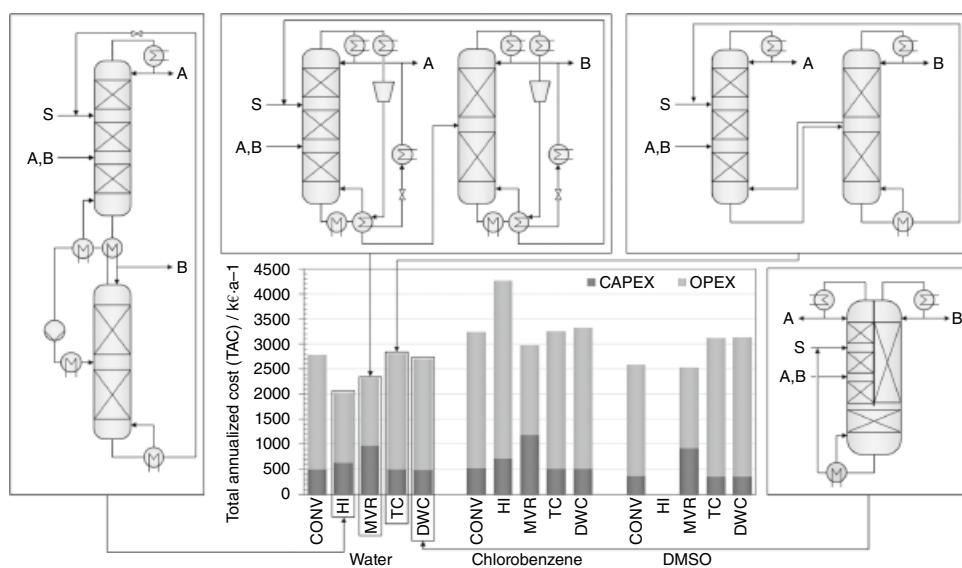 A
S
A,B
M
M
B
M
M
A
B
S
A,B
M
M
A
B
S
A,B
M
Total annualized cost (TAC) / k€·a–1
4500
4000
3500
3000
2500
2000
1500
1000
500
0
CAPEX
OPEX
CONV
HI
MVR
TC
DWC
CONV
HI
MVR
TC
DWC
CONV
HI
MVR
TC
DWC
Water
Chlorobenzene
DMSO
A
B
S
A,B
M